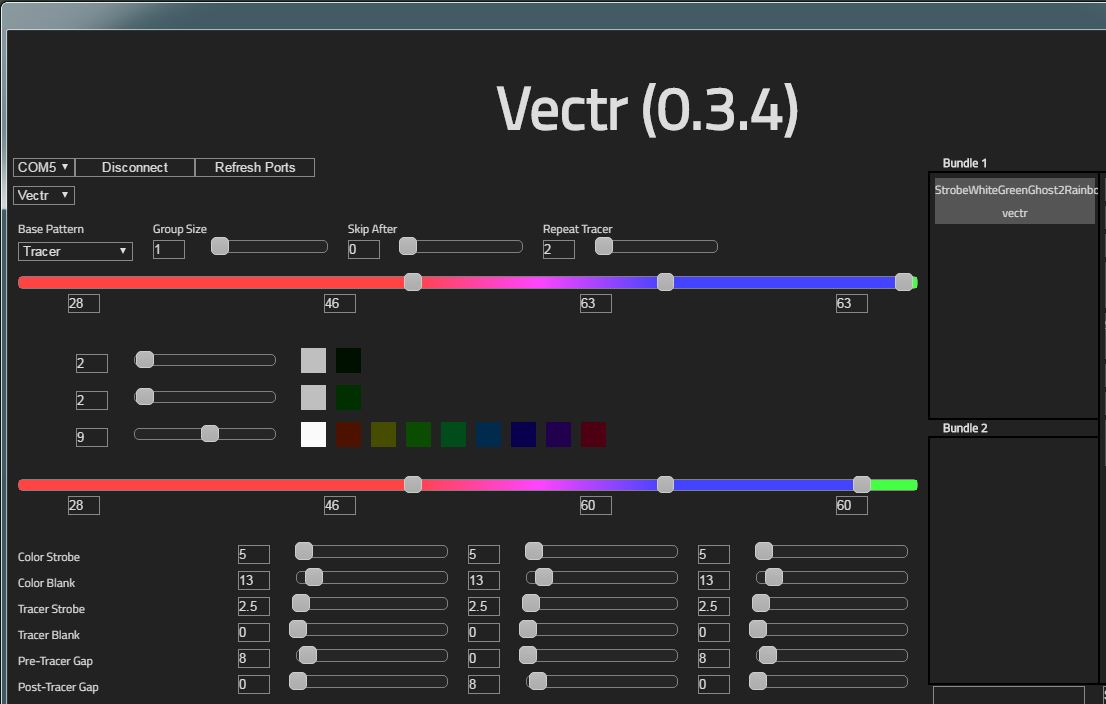 Vectr (0.3.4)
COM5 Disconnect Refresh Ports
Vectr
Bundle 1
StrobeWhiteGreenGhost2Rainbo
vectr
Base Pattern Group Size Skip After Repeat Tracer
Tracer 1 0 2
28 46 63 63
2
2
9
Bundle 2
28 46 60 60
Color Strobe 5 5 5
Color Blank 13 13 13
Tracer Strobe 2.5 2.5 2.5
Tracer Blank 0 0 0
Pre-Tracer Gap 8 0 8
Post-Tracer Gap 0 8 0